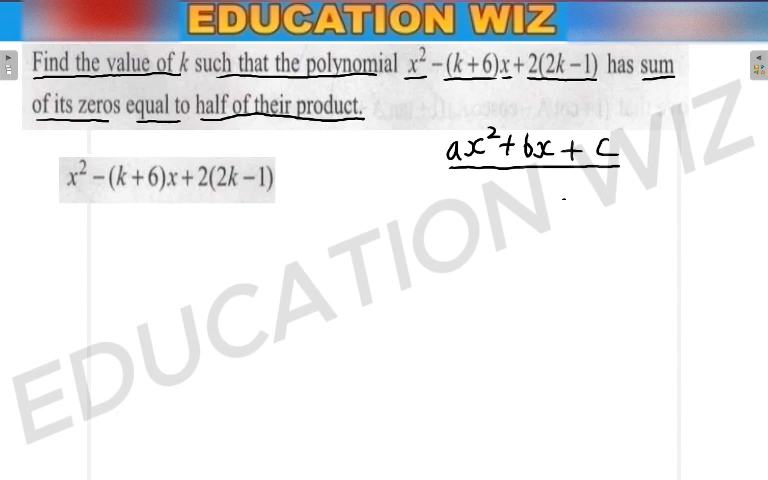 EDUCATION WIZ
Find the value of k such that the polynomial x² – (k + 6)x + 2(2k – 1) has sum
of its zeros equal to half of their product.
ax² + bx + c
x² – (k + 6)x + 2(2k – 1)
EDUCATION WIZ